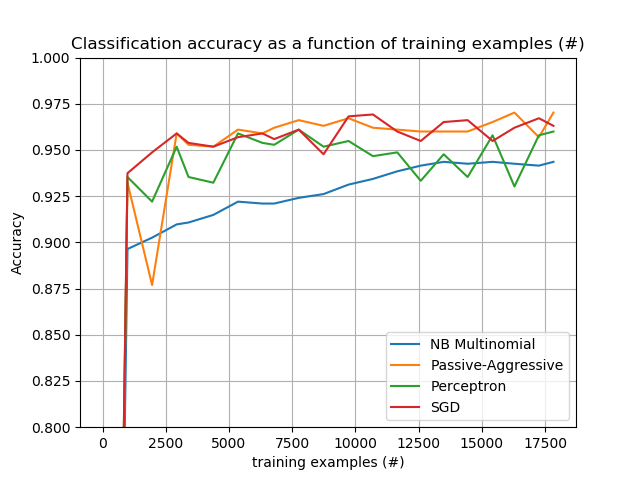 Classification accuracy as a function of training examples (#)
1.000
0.975
0.950
0.925
0.900
0.875
0.850
0.825
0.800
Accuracy
NB Multinomial
Passive-Aggressive
Perceptron
SGD
0 2500 5000 7500 10000 12500 15000 17500
training examples (#)